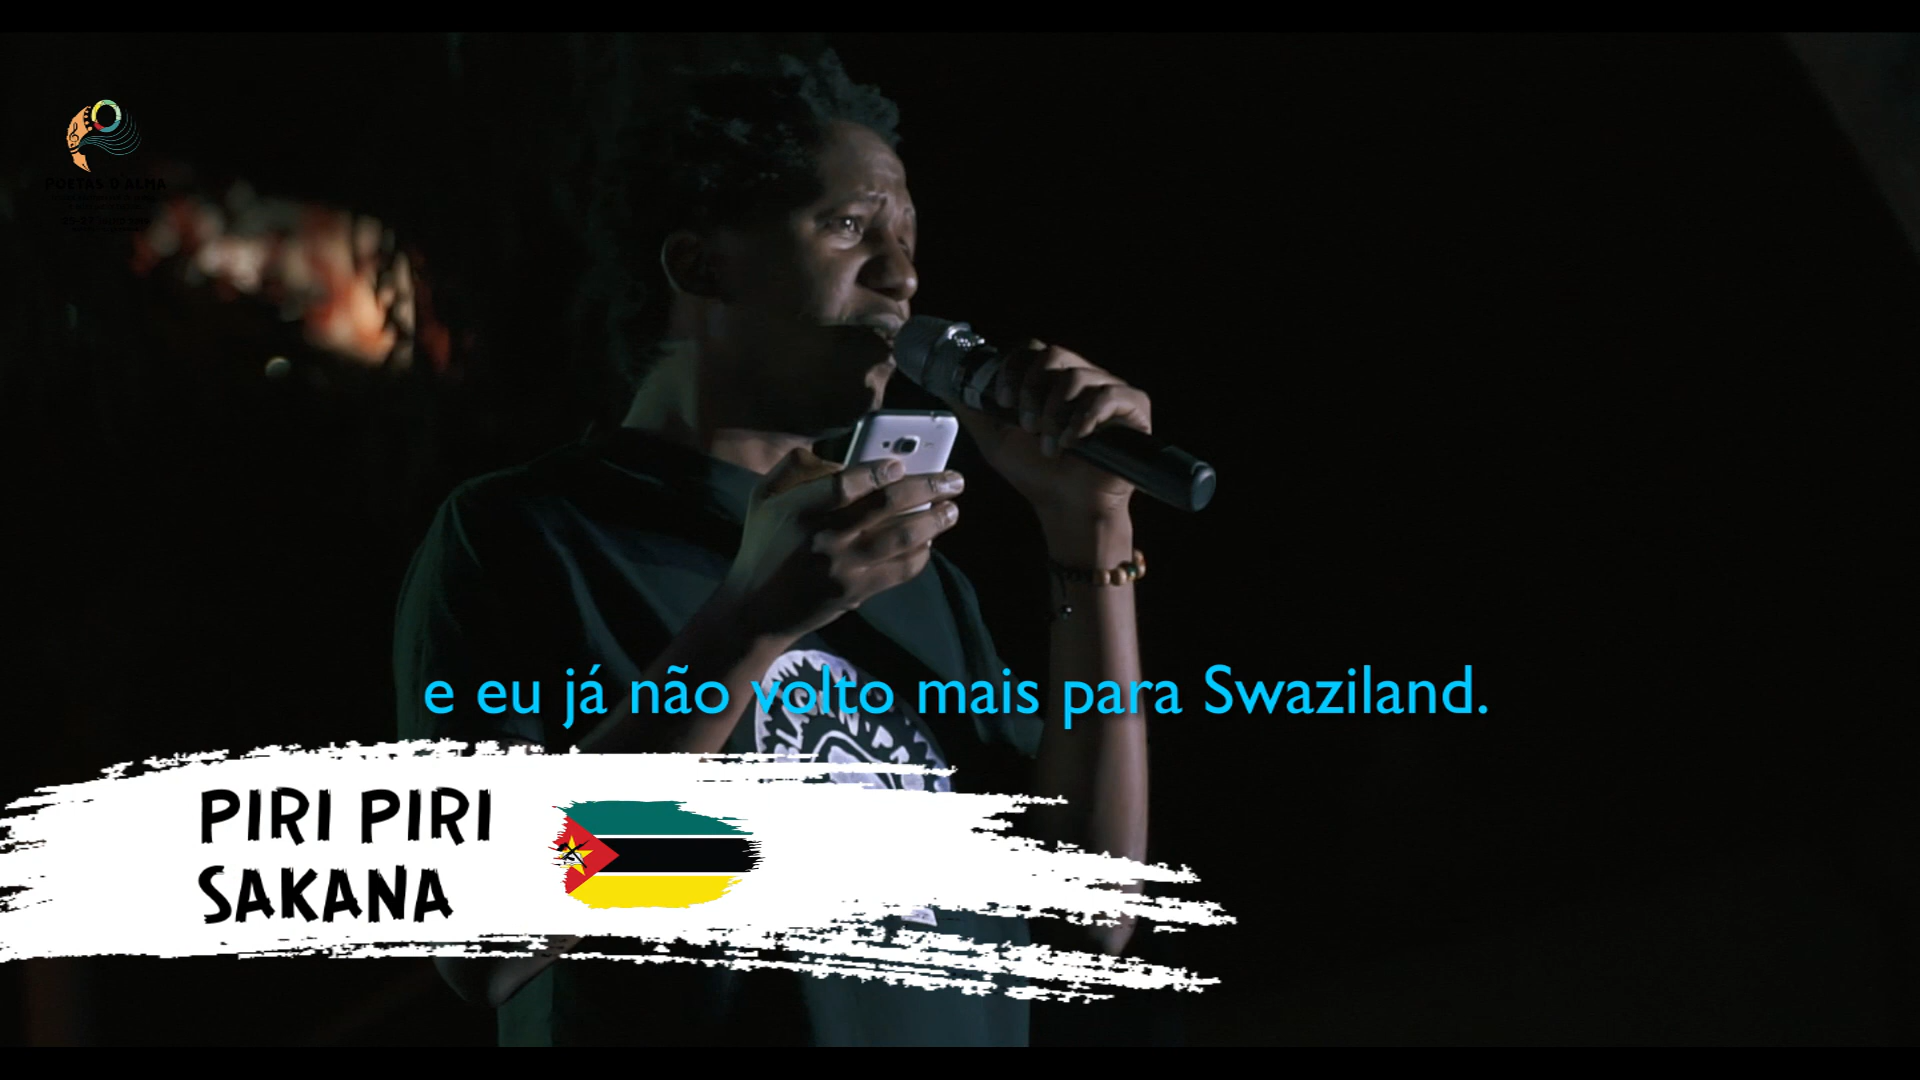 POETAS D'ALMA
e eu já não volto mais para Swaziland.
PIRI PIRI
SAKANA